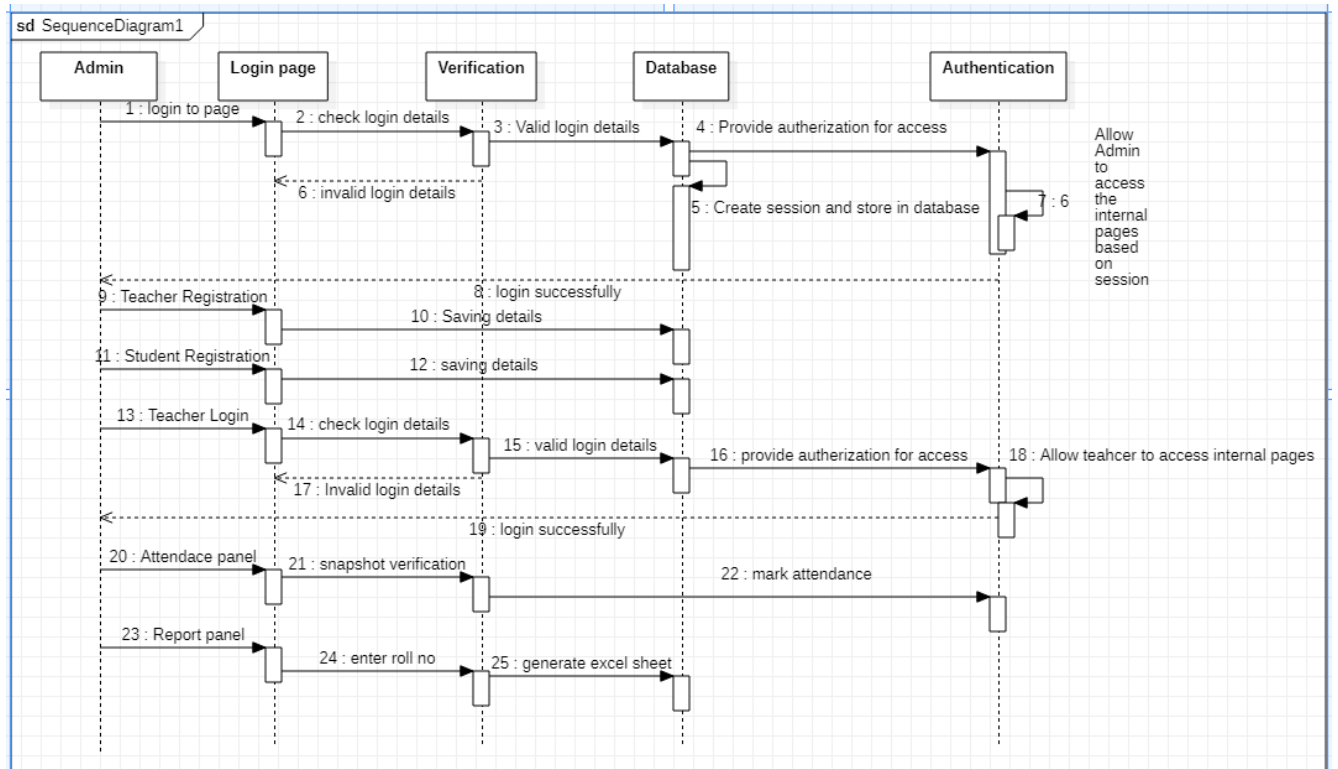 sd SequenceDiagram1
Admin
Login page
Verification
Database
Authentication
1 : login to page
2 : check login details
3 : Valid login details
4 : Provide autherization for access
Allow
Admin
to
access
the
internal
pages
based
on
session
6 : invalid login details
5 : Create session and store in database
7 : 6
8 : login successfully
9 : Teacher Registration
10 : Saving details
11 : Student Registration
12 : saving details
13 : Teacher Login
14 : check login details
15 : valid login details
16 : provide autherization for access
18 : Allow teahcer to access internal pages
17 : Invalid login details
19 : login successfully
20 : Attendace panel
21 : snapshot verification
22 : mark attendance
23 : Report panel
24 : enter roll no
25 : generate excel sheet